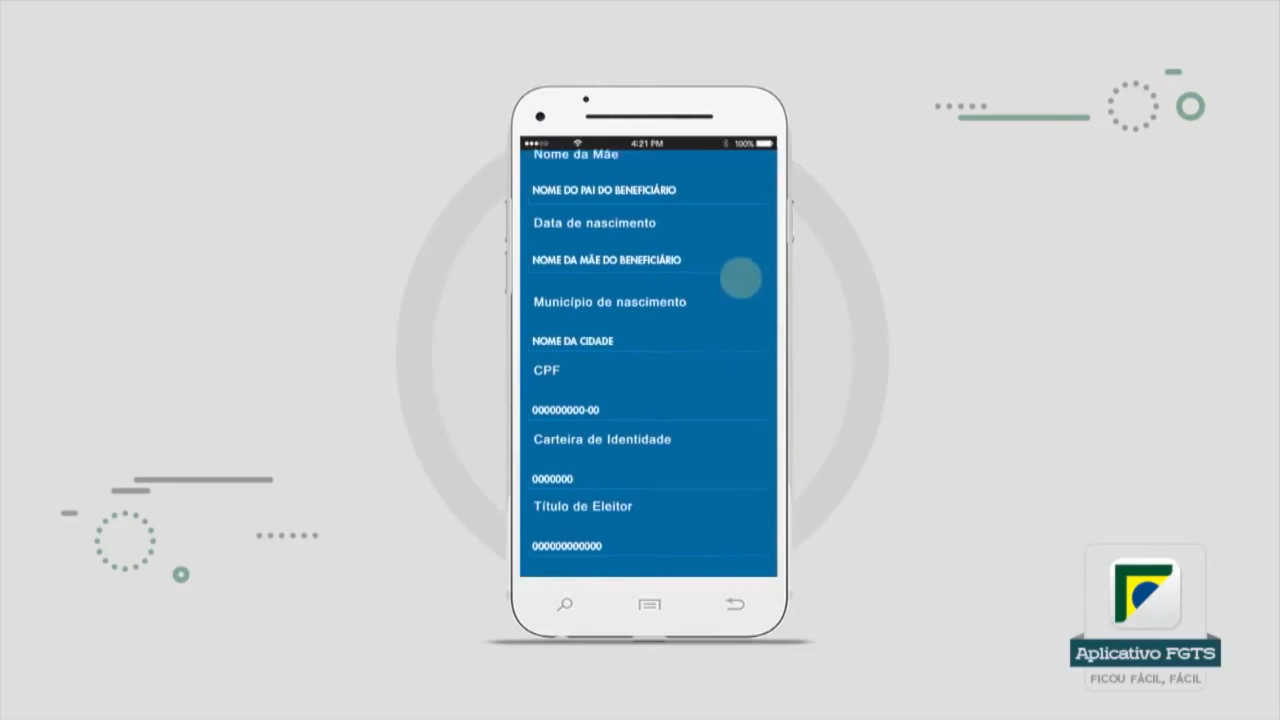 4:21 PM
100%
Nome da Mãe
NOME DO PAI DO BENEFICIÁRIO
Data de nascimento
NOME DA MÃE DO BENEFICIÁRIO
Município de nascimento
NOME DA CIDADE
CPF
000000000-00
Carteira de Identidade
0000000
Título de Eleitor
000000000000
Aplicativo FGTS
FICOU FÁCIL, FÁCIL